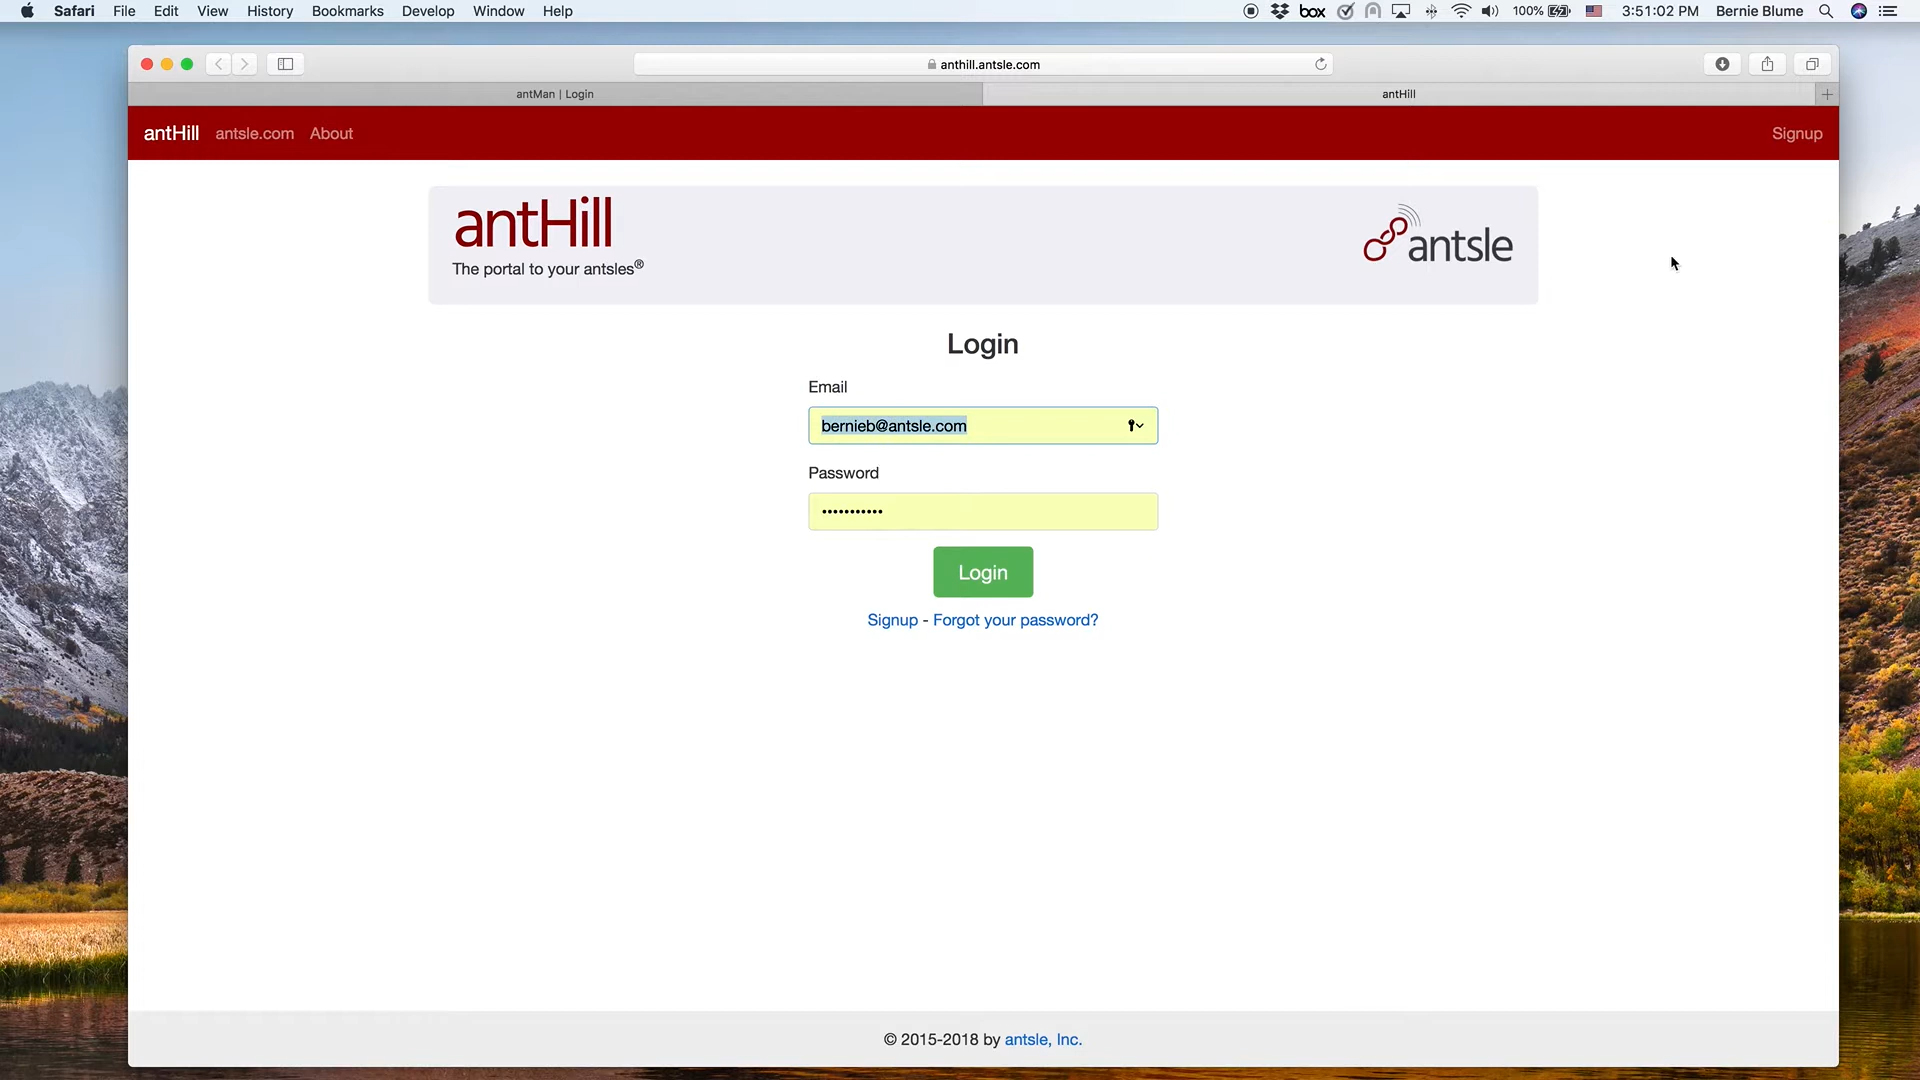 Safari File Edit View History Bookmarks Develop Window Help box 100% 3:51:02 PM Bernie Blume
anthill.antsle.com
antMan | Login antHill
antHill antsle.com About Signup
antHill
The portal to your antsles®
antsle
Login
Email
bernieb@antsle.com
Password
•••••••••••
Login
Signup - Forgot your password?
© 2015-2018 by antsle, Inc.